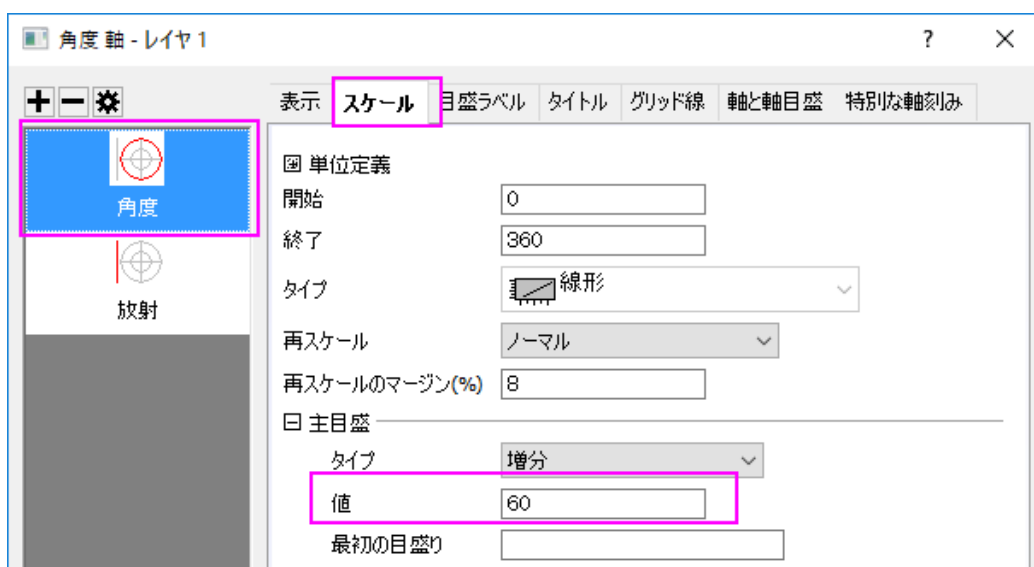 角度 軸 - レイヤ 1
?
表示 スケール 目盛ラベル タイトル グリッド線 軸と軸目盛 特別な軸刻み
角度
放射
単位定義
開始 0
終了 360
タイプ 線形
再スケール ノーマル
再スケールのマージン(%) 8
主目盛
タイプ 増分
値 60
最初の目盛り